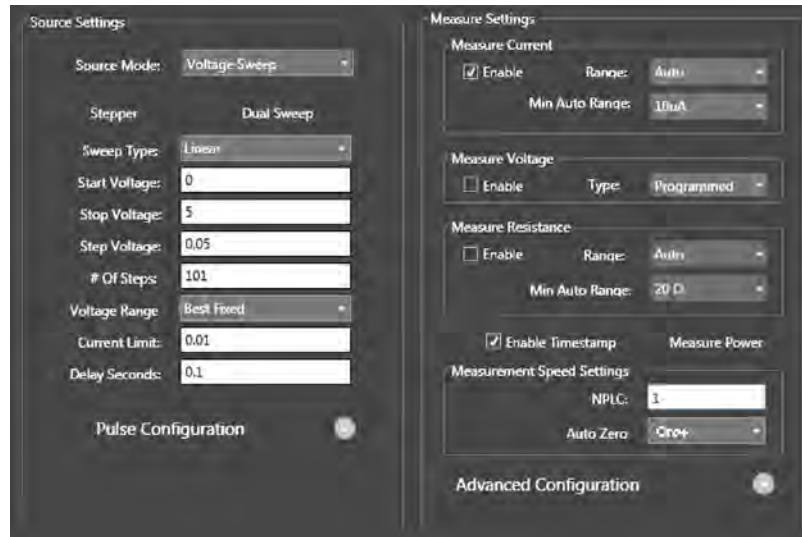 Source Settings
Source Mode: Voltage Sweep
Stepper Dual Sweep
Sweep Type: Linear
Start Voltage: 0
Stop Voltage: 5
Step Voltage: 0.05
# Of Steps: 101
Voltage Range Best Fixed
Current Limit: 0.01
Delay Seconds: 0.1
Pulse Configuration
Measure Settings
Measure Current
Enable Range: Auto
Min Auto Range: 10uA
Measure Voltage
Enable Type Programmed
Measure Resistance
Enable Range: Auto
Min Auto Range: 20
Enable Timestamp Measure Power
Measurement Speed Settings
NPLC: 1
Auto Zero
Advanced Configuration